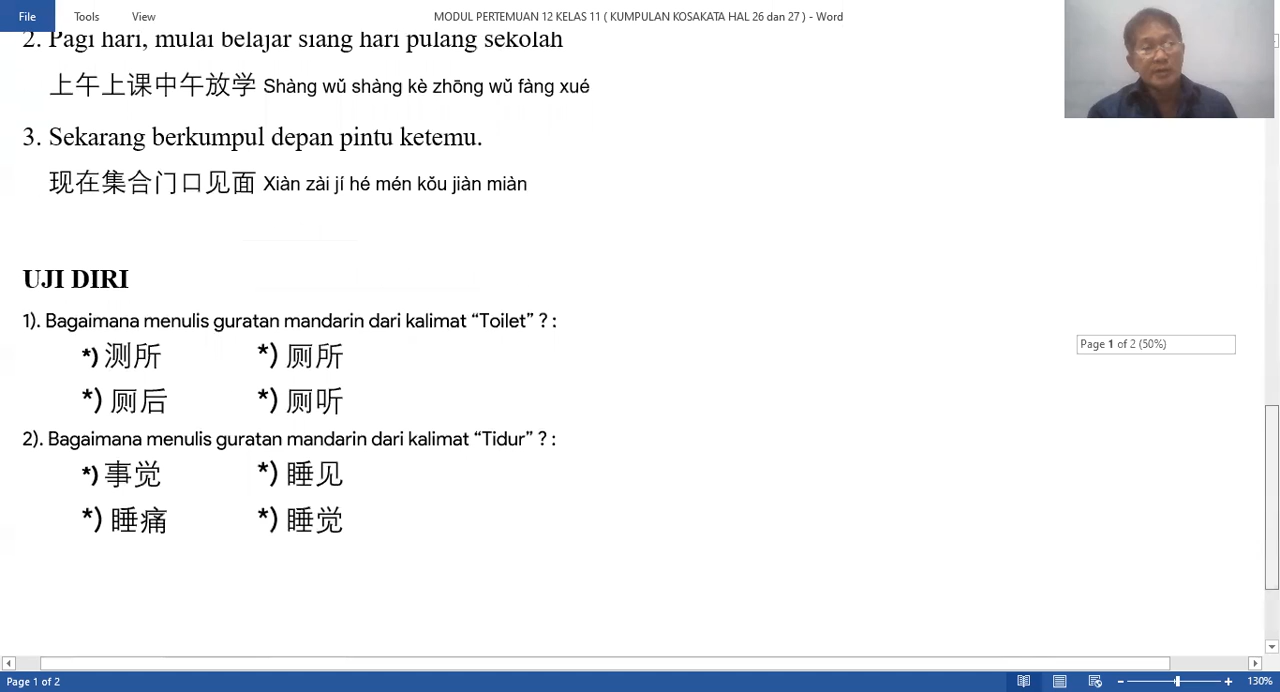 File Tools View MODUL PERTEMUAN 12 KELAS 11 ( KUMPULAN KOSAKATA HAL 26 dan 27 ) - Word
2. Pagi hari, mulai belajar siang hari pulang sekolah
上午上课中午放学 Shàng wǔ shàng kè zhōng wǔ fàng xué
3. Sekarang berkumpul depan pintu ketemu.
现在集合门口见面 Xiàn zài jí hé mén kǒu jiàn miàn
UJI DIRI
1). Bagaimana menulis guratan mandarin dari kalimat “Toilet” ? :
Page 1 of 2 (50%)
*) 测所 *) 厕所
*) 厕后 *) 厕听
2). Bagaimana menulis guratan mandarin dari kalimat “Tidur” ? :
*) 事觉 *) 睡见
*) 睡痛 *) 睡觉
Page 1 of 2 130%